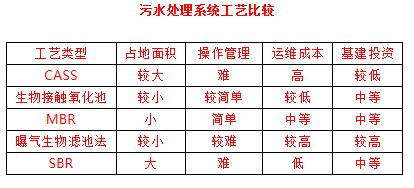 污水处理系统工艺比较
工艺类型 占地面积 操作管理 运维成本 基建投资
CASS 较大 难 高 较低
生物接触氧化池 较小 较简单 较低 中等
MBR 小 简单 中等 中等
曝气生物滤池法 较小 较难 较高 较高
SBR 大 难 低 中等